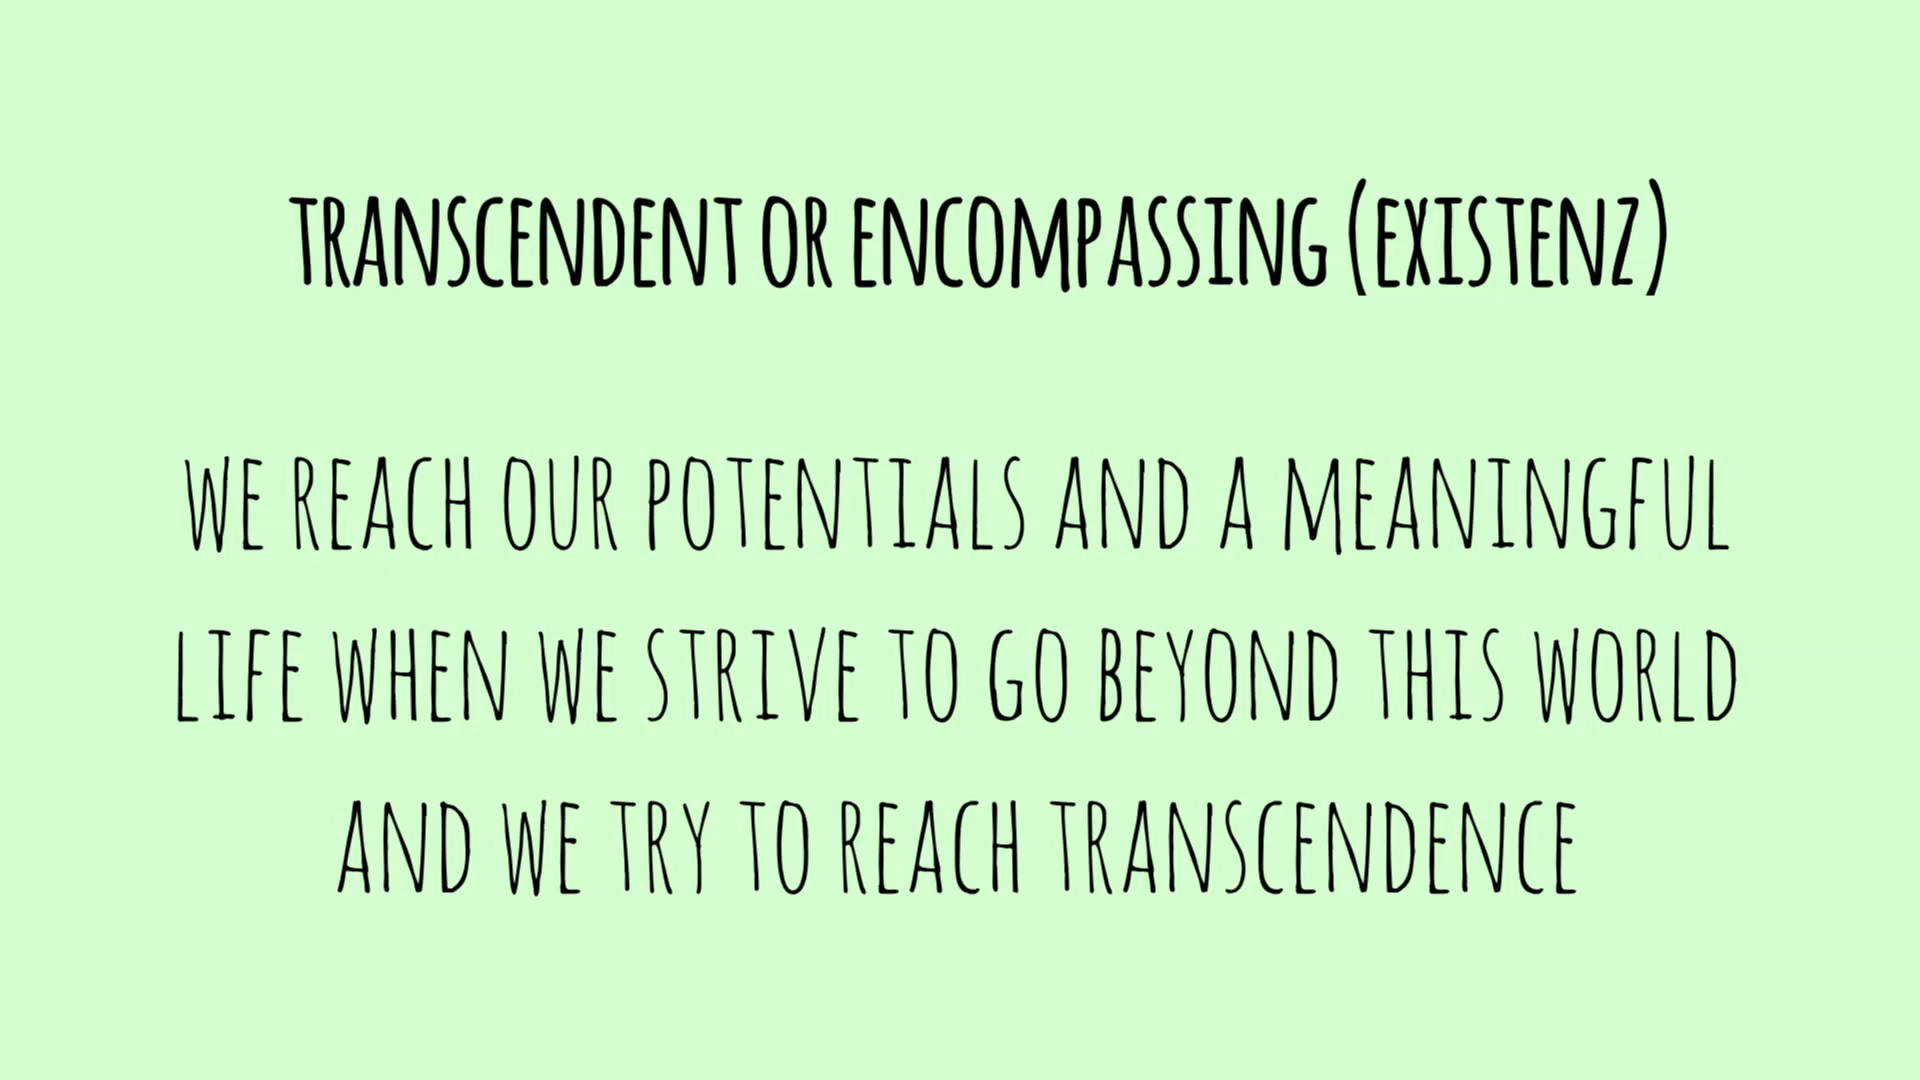 TRANSCENDENT OR ENCOMPASSING (EXISTENZ)
WE REACH OUR POTENTIALS AND A MEANINGFUL
LIFE WHEN WE STRIVE TO GO BEYOND THIS WORLD
AND WE TRY TO REACH TRANSCENDENCE